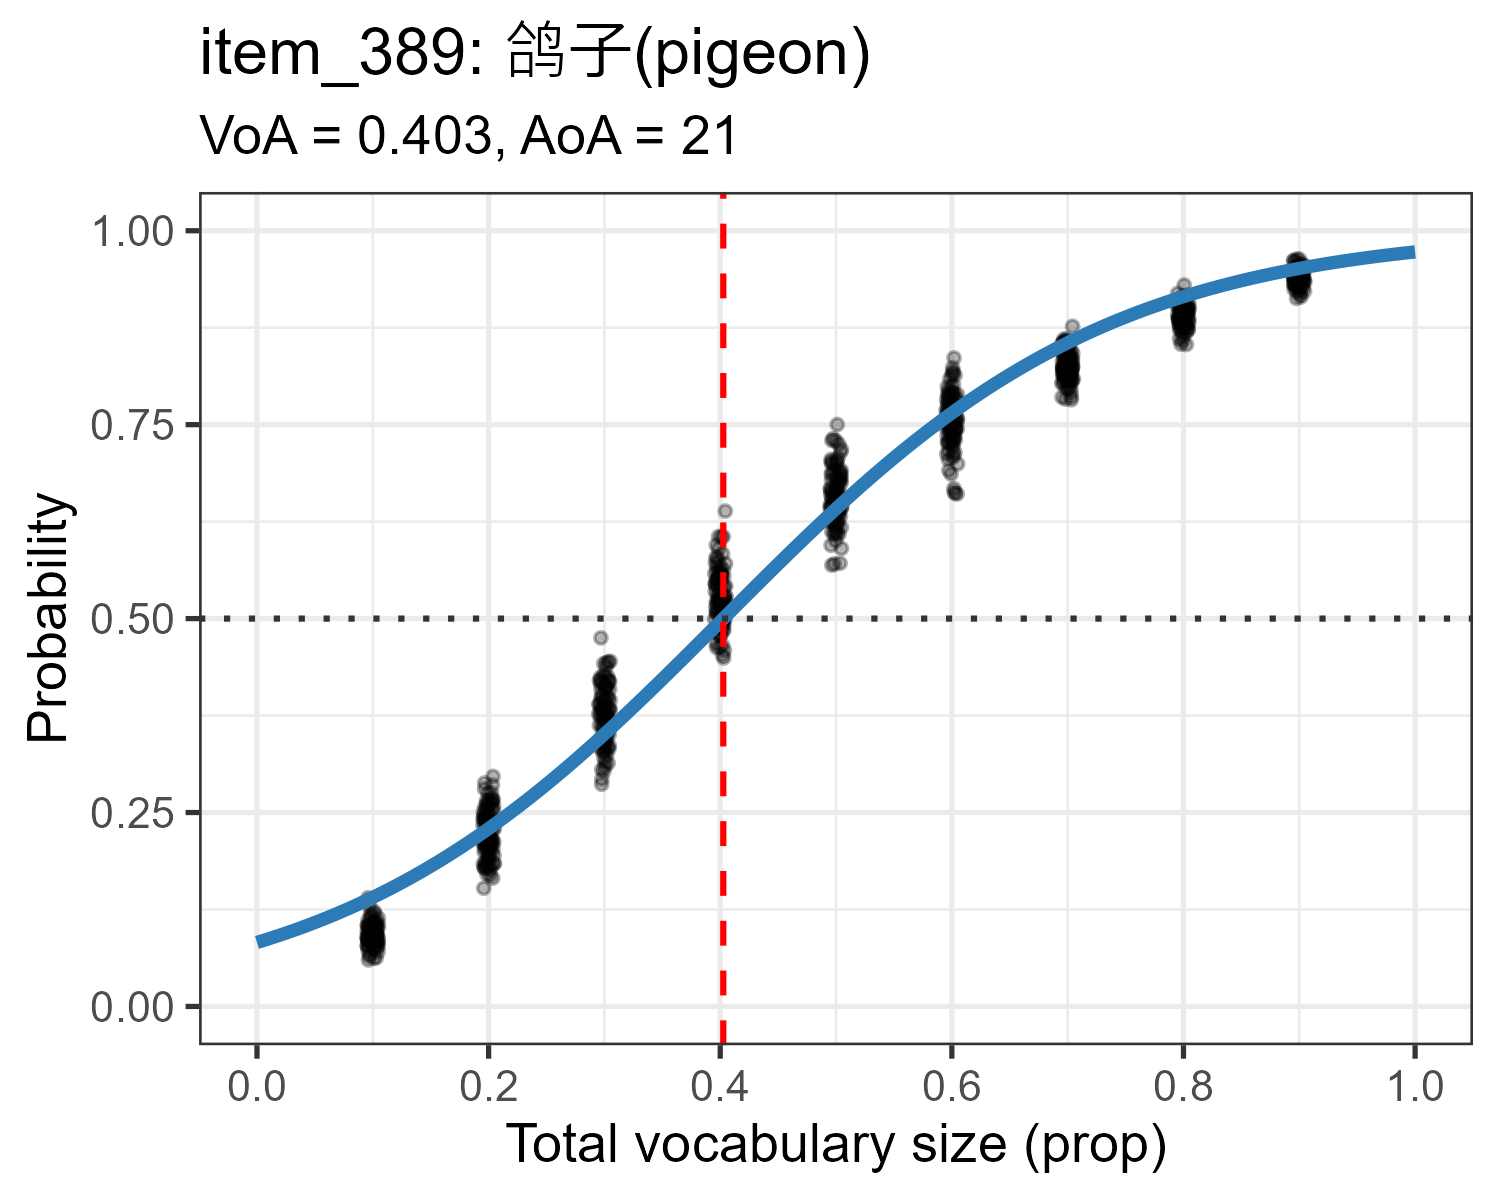 item_389: 鸽子(pigeon)
VoA = 0.403, AoA = 21
Probability
1.00
0.75
0.50
0.25
0.00
0.0 0.2 0.4 0.6 0.8 1.0
Total vocabulary size (prop)